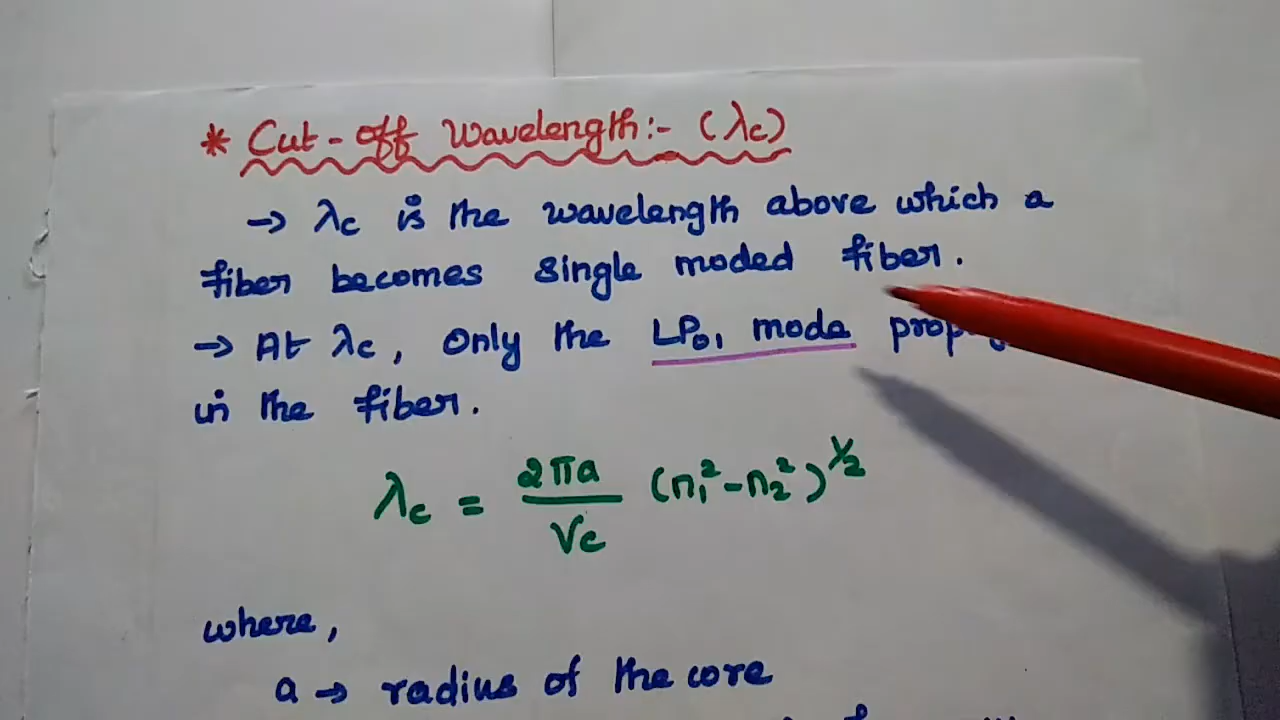 * Cut-off Wavelength:- (λc)
→ λc is the wavelength above which a
fiber becomes single moded fiber.
→ At λc, Only the LP₀₁ mode
in the fiber.
λc = 2πa/Vc (n₁² - n₂²)^1/2
where,
a → radius of the core